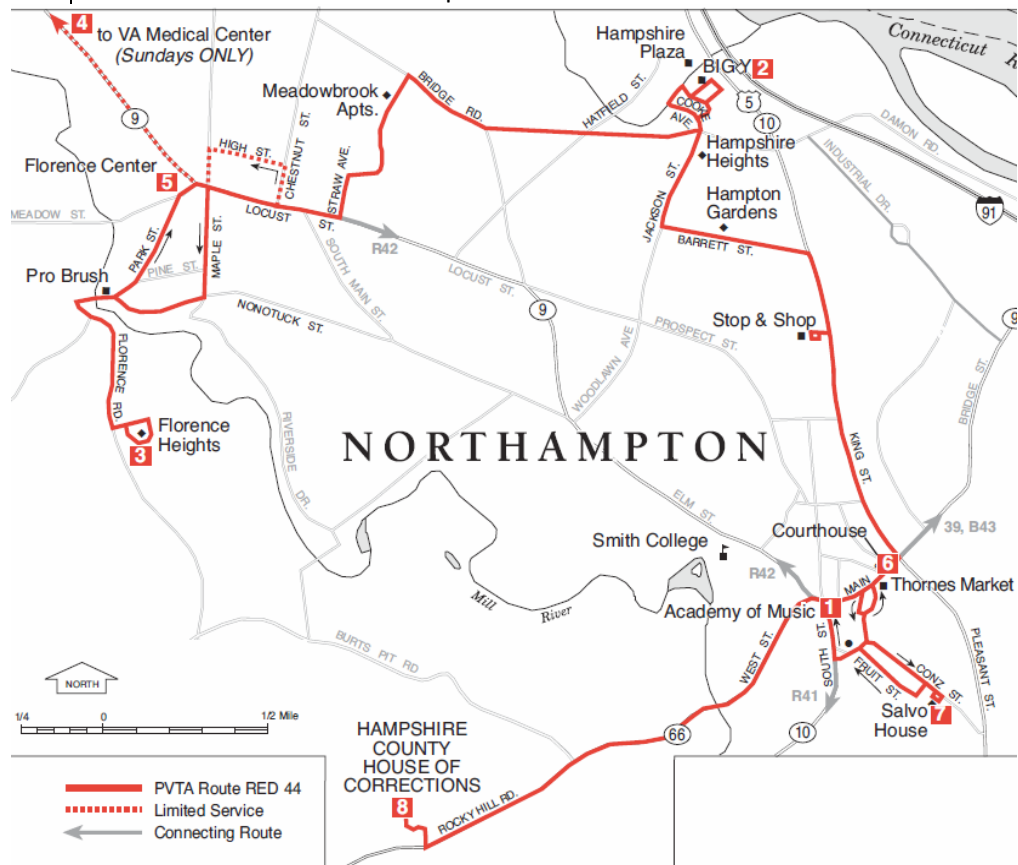 4
to VA Medical Center
(Sundays ONLY)
Hampshire
Plaza
Connecticut
R
BIG Y 2
Meadowbrook
Apts.
BRIDGE RD.
HATFIELD ST.
COOKE
AVE
5
10
DAMON RD.
9
HIGH ST.
CHESTNUT ST.
STRAW AVE.
Hampshire
Heights
INDUSTRIAL DR.
Florence Center
5
Hampton
Gardens
91
MEADOW ST.
LOCUST
ST.
JACKSON ST.
BARRETT ST.
PARK ST.
MAPLE ST.
R42
PINE ST.
SOUTH MAIN ST.
LOCUST ST.
Pro Brush
NONOTUCK ST.
9
PROSPECT ST.
Stop & Shop
9
FLORENCE
RD.
WOODLAWN AVE
BRIDGE ST.
Florence
Heights
3
RIVERSIDE
DR.
NORTHAMPTON
KING ST.
ELM ST.
Courthouse
39, B43
Smith College
R42
6
MAIN
Thornes Market
Mill
River
Academy of Music 1
BURTS PIT RD
WEST ST.
SOUTH ST.
FRUIT ST.
CONZ ST.
PLEASANT ST.
NORTH
R41
Salvo
House
7
1/4
0
1/2 Mile
66
10
HAMPSHIRE
COUNTY
HOUSE OF
CORRECTIONS
8
ROCKY HILL RD.
PVTA Route RED 44
Limited Service
Connecting Route